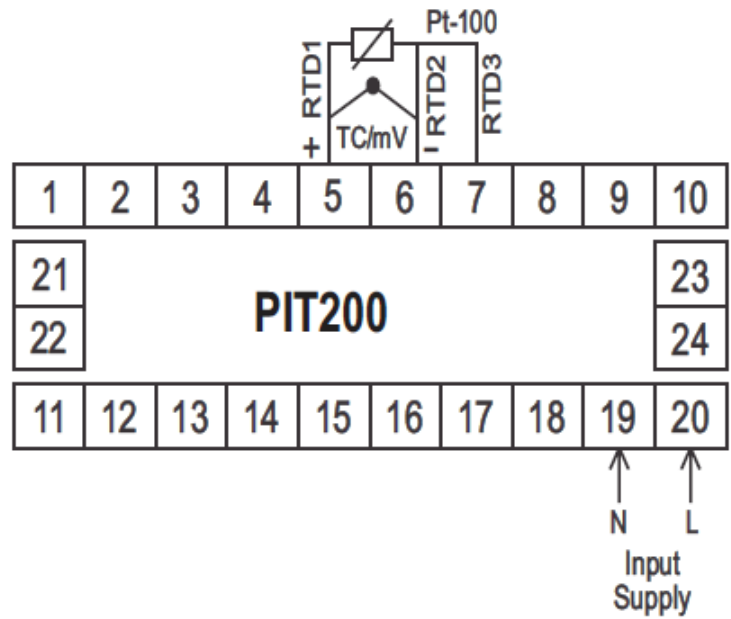 Pt-100
RTD1
RTD2
RTD3
+ TC/mV −
1 2 3 4 5 6 7 8 9 10
21 23
PIT200
22 24
11 12 13 14 15 16 17 18 19 20
N L
Input
Supply